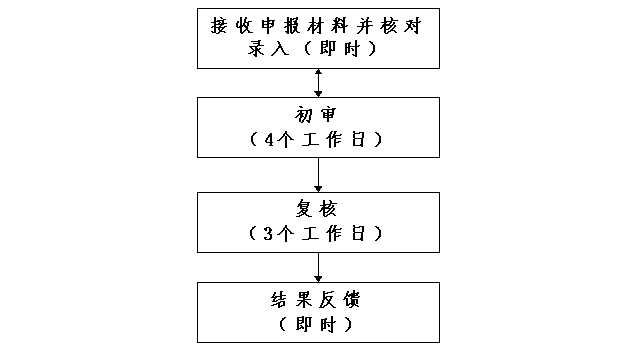 接收申报材料并核对
录入（即时）
初审
（4个工作日）
复核
（3个工作日）
结果反馈
（即时）